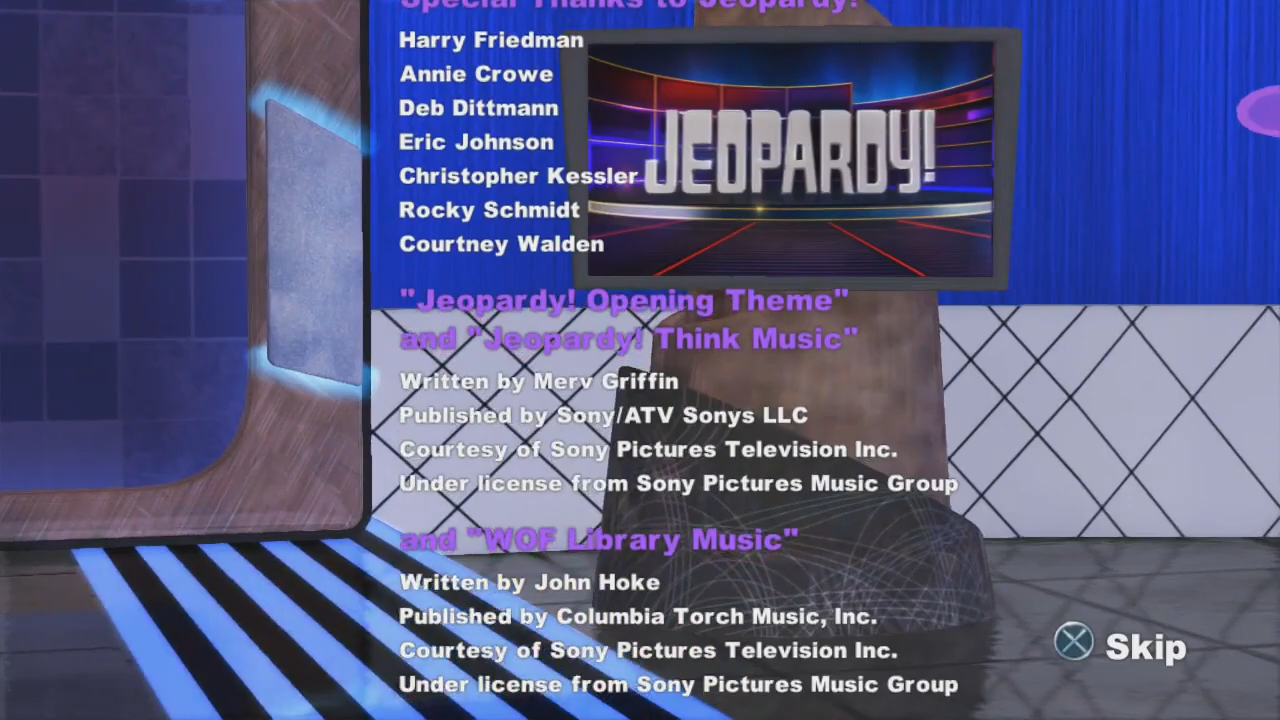 Special Thanks to Jeopardy!
Harry Friedman
Annie Crowe
Deb Dittmann
Eric Johnson
Christopher Kessler
Rocky Schmidt
Courtney Walden
JEOPARDY!
"Jeopardy! Opening Theme"
and "Jeopardy! Think Music"
Written by Merv Griffin
Published by Sony/ATV Sonys LLC
Courtesy of Sony Pictures Television Inc.
Under license from Sony Pictures Music Group
and "WOF Library Music"
Written by John Hoke
Published by Columbia Torch Music, Inc.
Courtesy of Sony Pictures Television Inc.
Under license from Sony Pictures Music Group
Skip